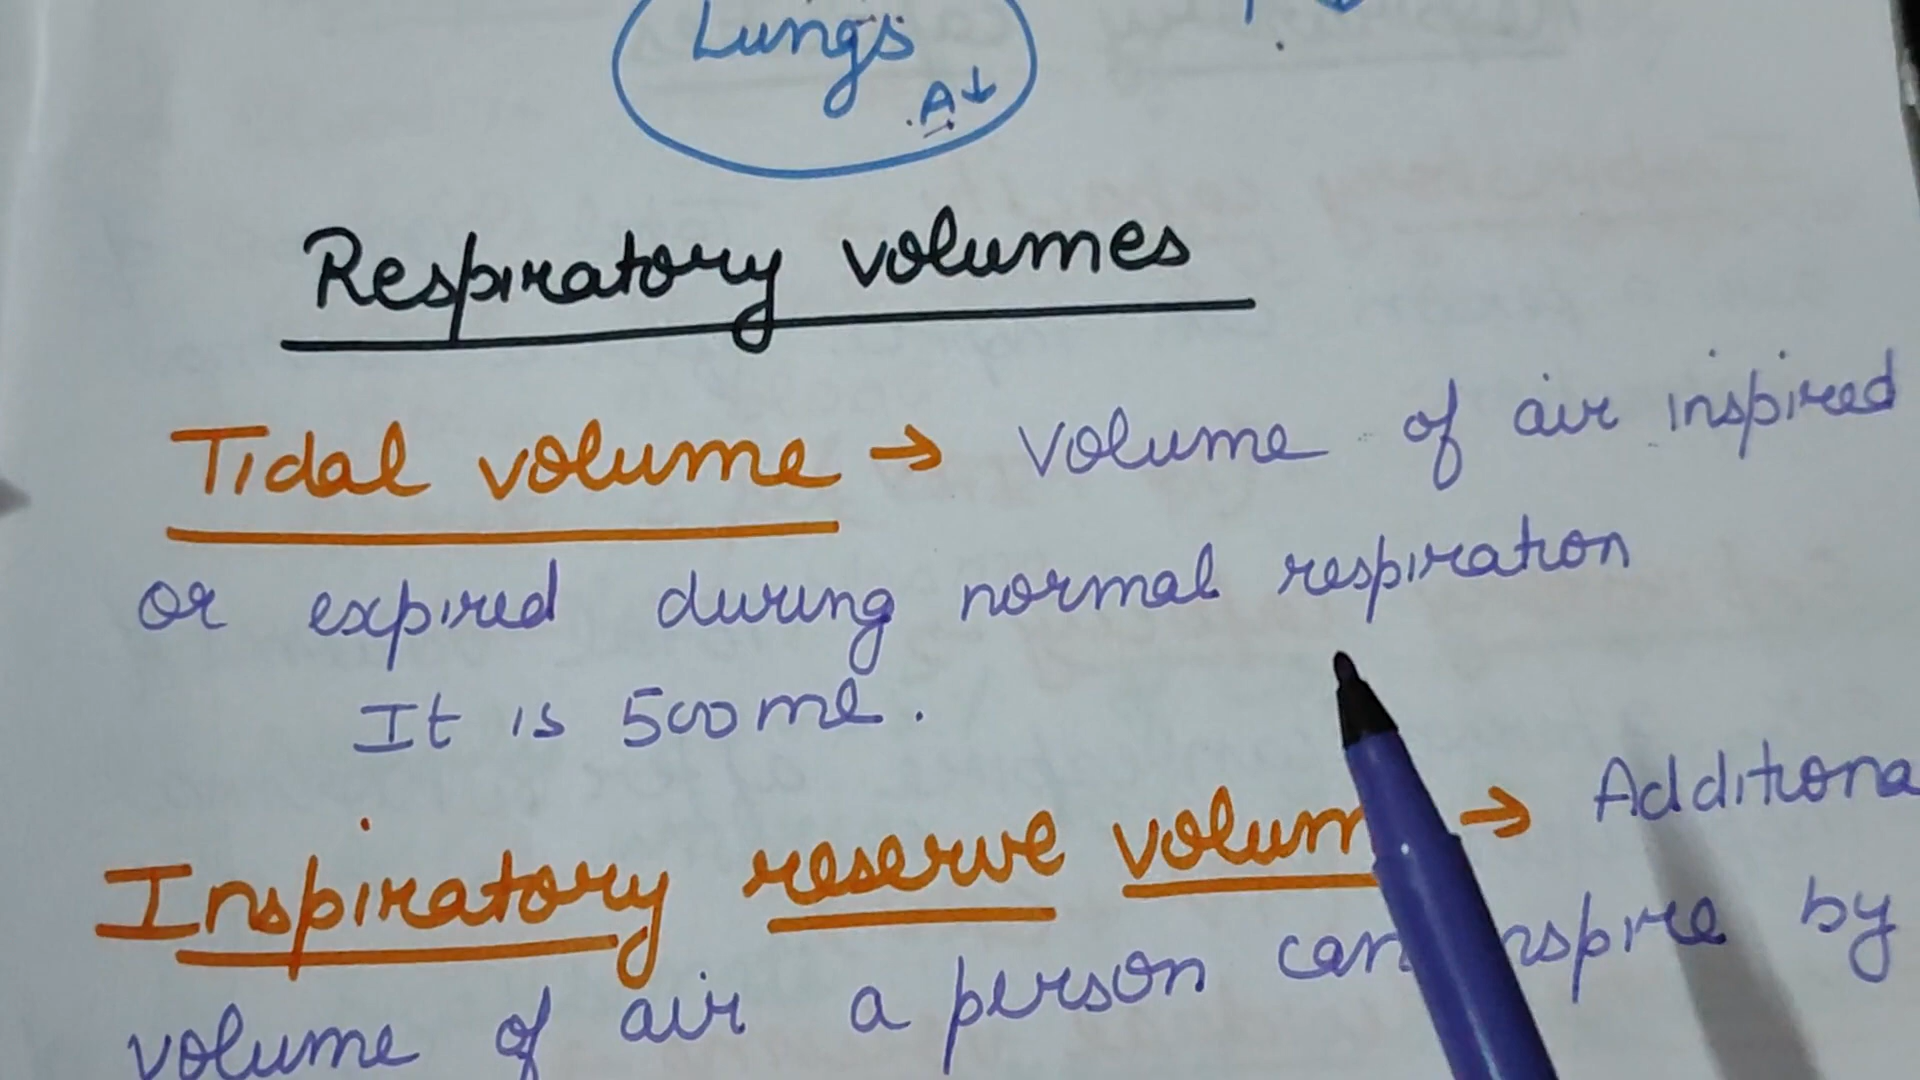 Lungs
A↓
Respiratory volumes
Tidal volume → Volume of air inspired
or expired during normal respiration
It is 500ml.
Inspiratory reserve volum → Additiona
volume of air a person can nspire by